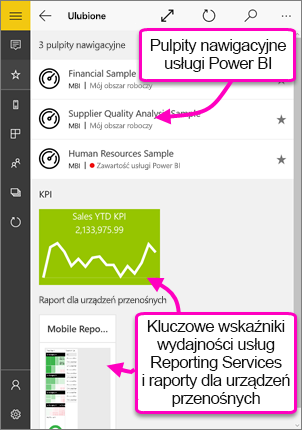 Ulubione
3 pulpity nawigacyjne
Financial Sample
MBI | Mój obszar roboczy
Supplier Quality Analysis Sample
MBI | Mój obszar roboczy
Human Resources Sample
MBI | Zawartość usługi Power BI
Pulpity nawigacyjne
usługi Power BI
KPI
Sales YTD KPI
2,133,975.99
Raport dla urządzeń przenośnych
Mobile Repo...
Kluczowe wskaźniki
wydajności usług
Reporting Services
i raporty dla urządzeń
przenośnych